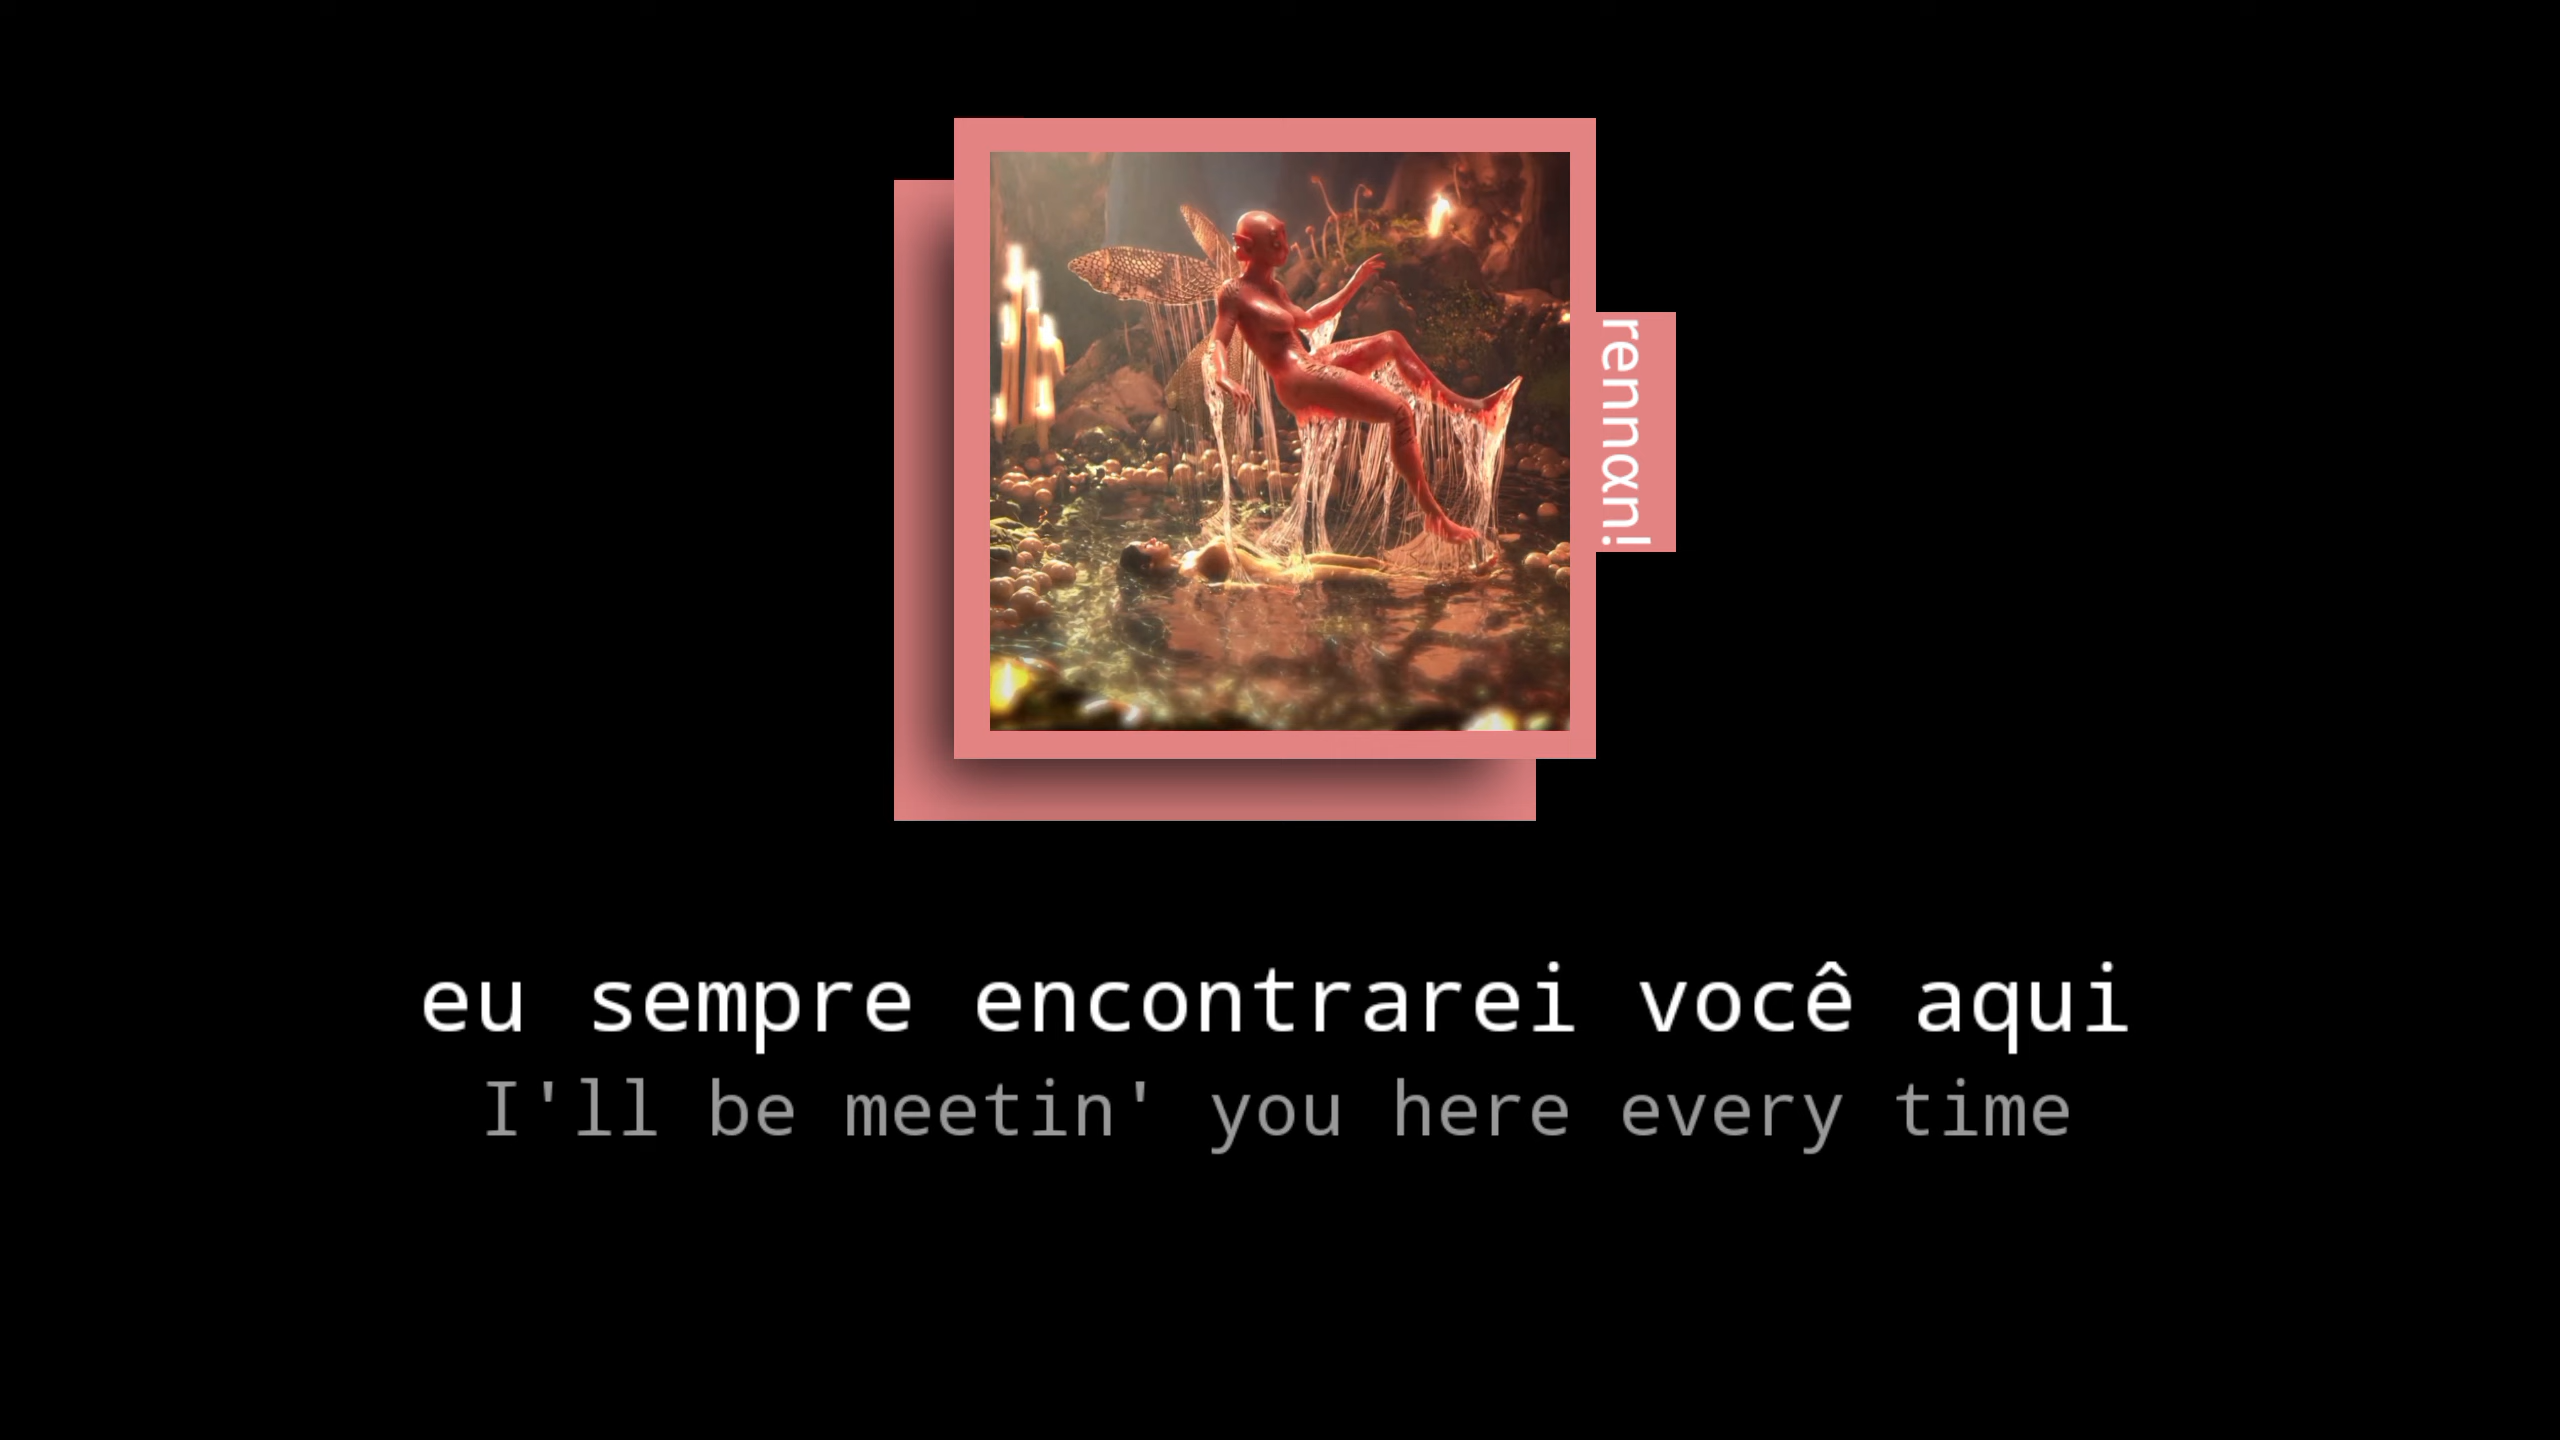 rennαn!
eu sempre encontrarei você aqui
I'll be meetin' you here every time